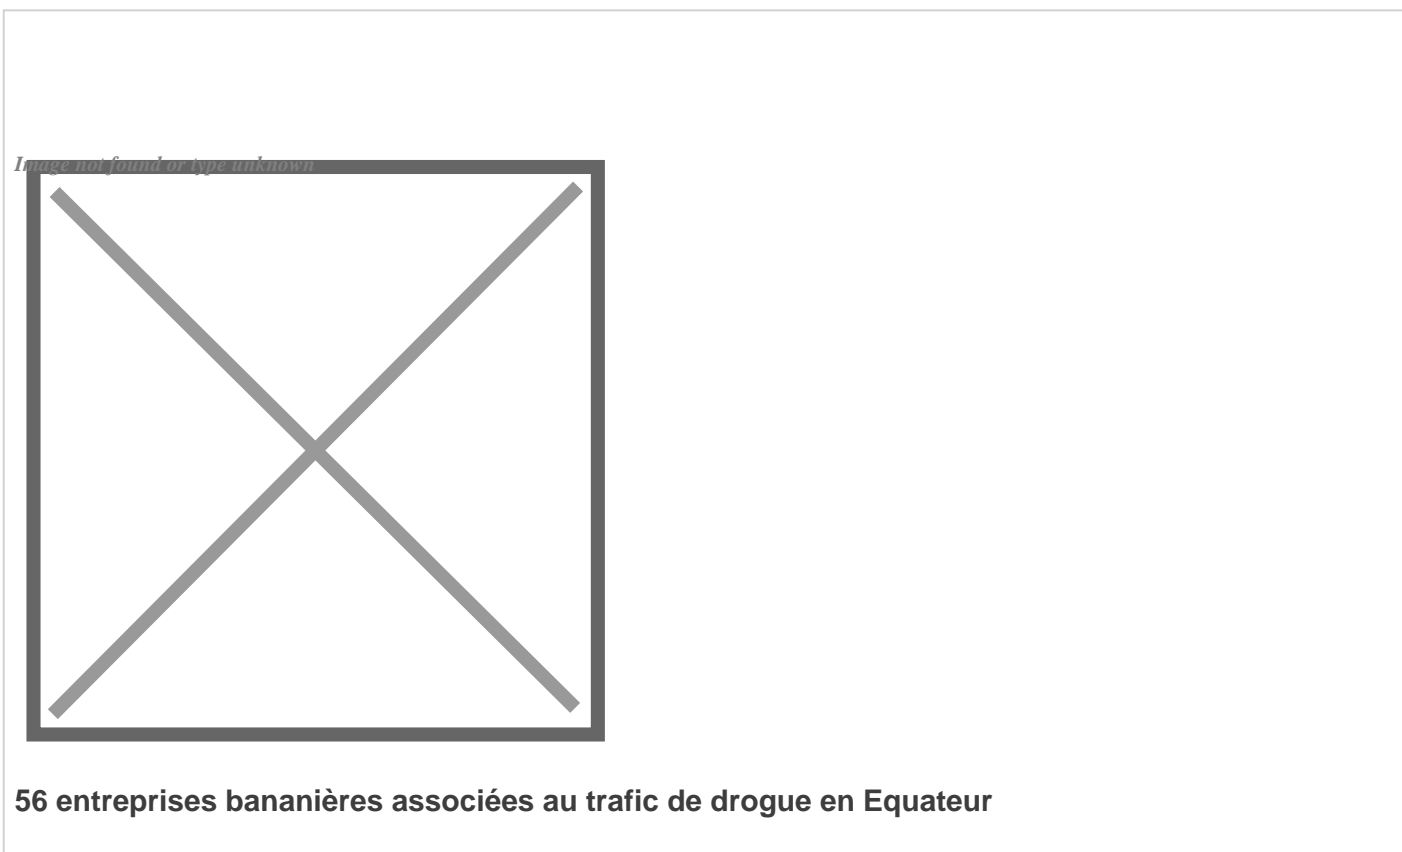 Image not found or type unknown
56 entreprises bananières associées au trafic de drogue en Equateur